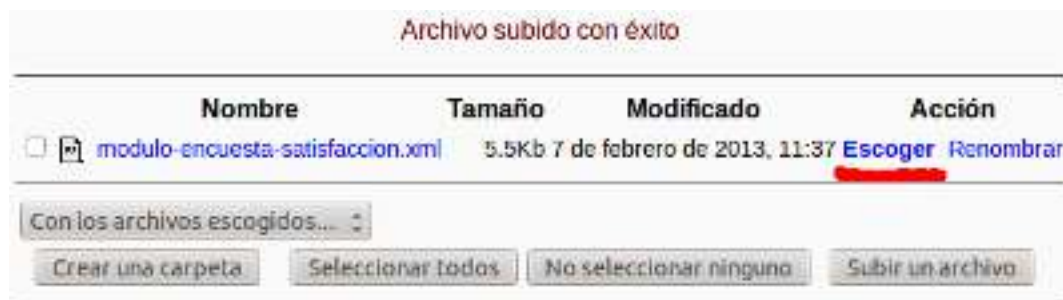 Archivo subido con éxito
Nombre Tamaño Modificado Acción
modulo-encuesta-satisfaccion.xml 5.5Kb 7 de febrero de 2013, 11:37 Escoger Renombrar
Con los archivos escogidos...
Crear una carpeta Seleccionar todos No seleccionar ninguno Subir un archivo